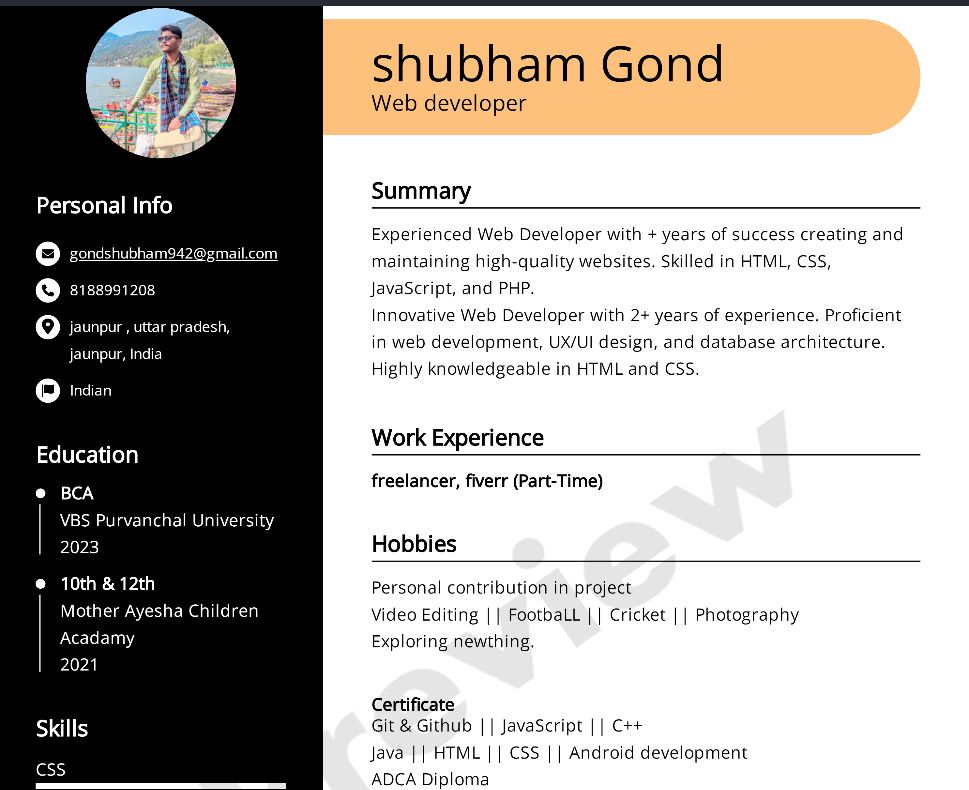 shubham Gond
Web developer
Personal Info
gondshubham942@gmail.com
8188991208
jaunpur , uttar pradesh,
jaunpur, India
Indian
Education
BCA
VBS Purvanchal University
2023
10th & 12th
Mother Ayesha Children
Acadamy
2021
Skills
CSS
Summary
Experienced Web Developer with + years of success creating and
maintaining high-quality websites. Skilled in HTML, CSS,
JavaScript, and PHP.
Innovative Web Developer with 2+ years of experience. Proficient
in web development, UX/UI design, and database architecture.
Highly knowledgeable in HTML and CSS.
Work Experience
freelancer, fiverr (Part-Time)
Hobbies
Personal contribution in project
Video Editing || FootbaLL || Cricket || Photography
Exploring newthing.
Certificate
Git & Github || JavaScript || C++
Java || HTML || CSS || Android development
ADCA Diploma
review